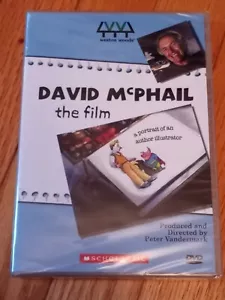 weston woods
DAVID McPHAIL
the film
a portrait of an
author illustrator
Produced and
Directed by
Peter Vandermark
SCHOLASTIC
DVD